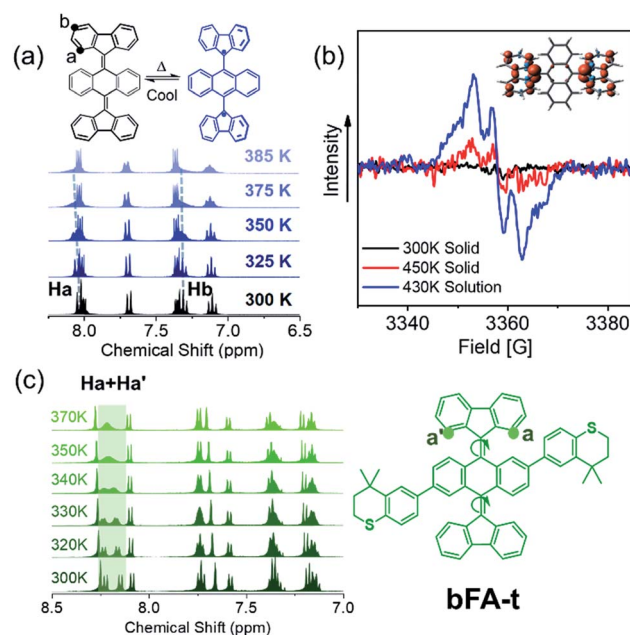 (a)
b
a
Δ
Cool
385 K
375 K
350 K
325 K
Ha
Hb
300 K
8.0 7.5 7.0 6.5
Chemical Shift (ppm)
(b)
Intensity
300K Solid
450K Solid
430K Solution
3340 3360 3380
Field [G]
(c)
Ha+Ha'
370K
350K
340K
330K
320K
300K
8.5 8.0 7.5 7.0
Chemical Shift (ppm)
a' a
S
S
bFA-t